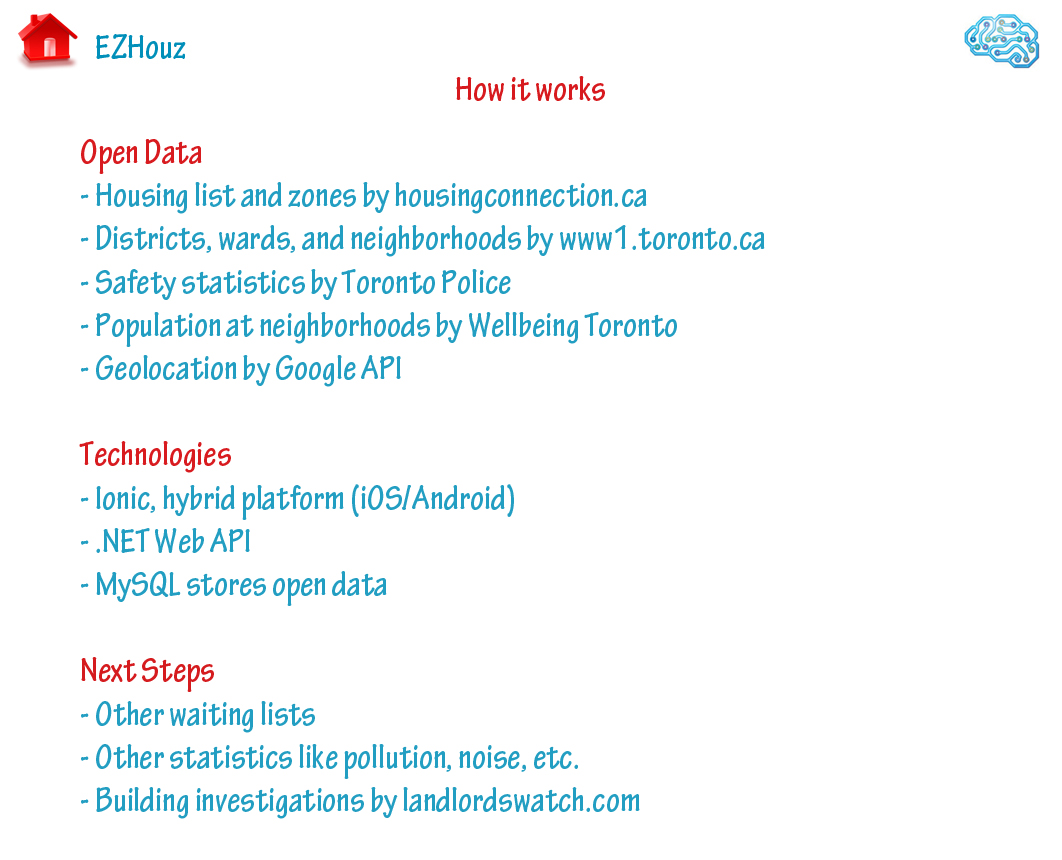 EZHouz
How it works
Open Data
- Housing list and zones by housingconnection.ca
- Districts, wards, and neighborhoods by www1.toronto.ca
- Safety statistics by Toronto Police
- Population at neighborhoods by Wellbeing Toronto
- Geolocation by Google API
Technologies
- Ionic, hybrid platform (iOS/Android)
- .NET Web API
- MySQL stores open data
Next Steps
- Other waiting lists
- Other statistics like pollution, noise, etc.
- Building investigations by landlordswatch.com